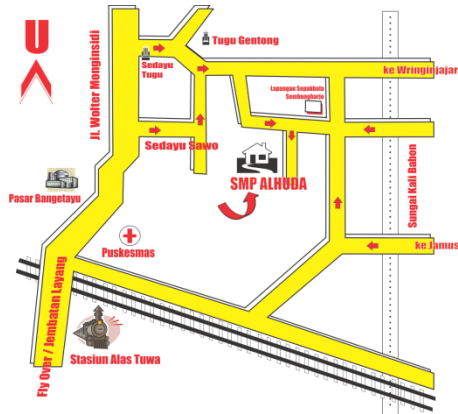 U
Tugu Gentong
Sedayu
Tugu
ke Wringinjajar
Jl. Wolter Monginsidi
Lapangan Sepakbola
Sembungharjo
Sedayu Sawo
SMP ALHUDA
Pasar Bangetayu
Sungai Kali Babon
Puskesmas
ke Jamus
Fly Over / Jembatan Layang
Stasiun Alas Tuwa